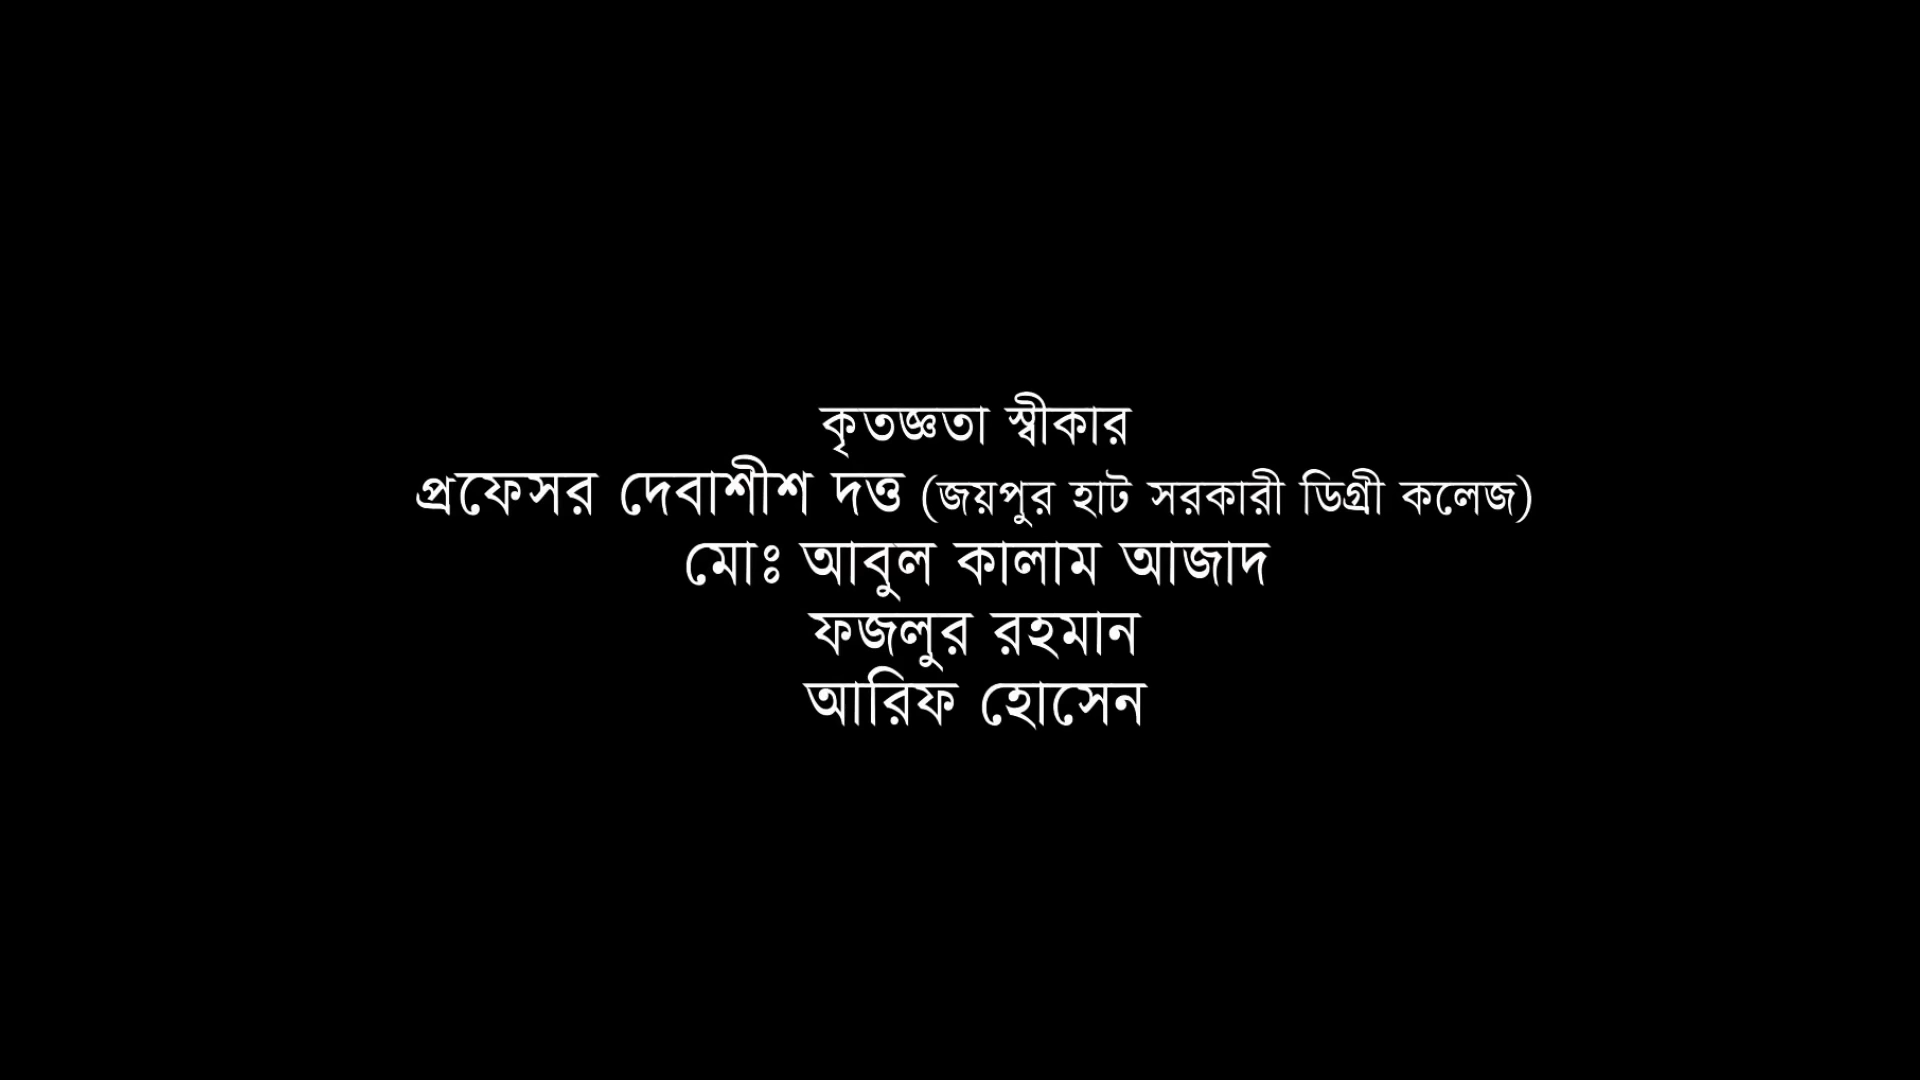 কৃতজ্ঞতা স্বীকার
প্রফেসর দেবাশীশ দত্ত (জয়পুর হাট সরকারী ডিগ্রী কলেজ)
মোঃ আবুল কালাম আজাদ
ফজলুর রহমান
আরিফ হোসেন